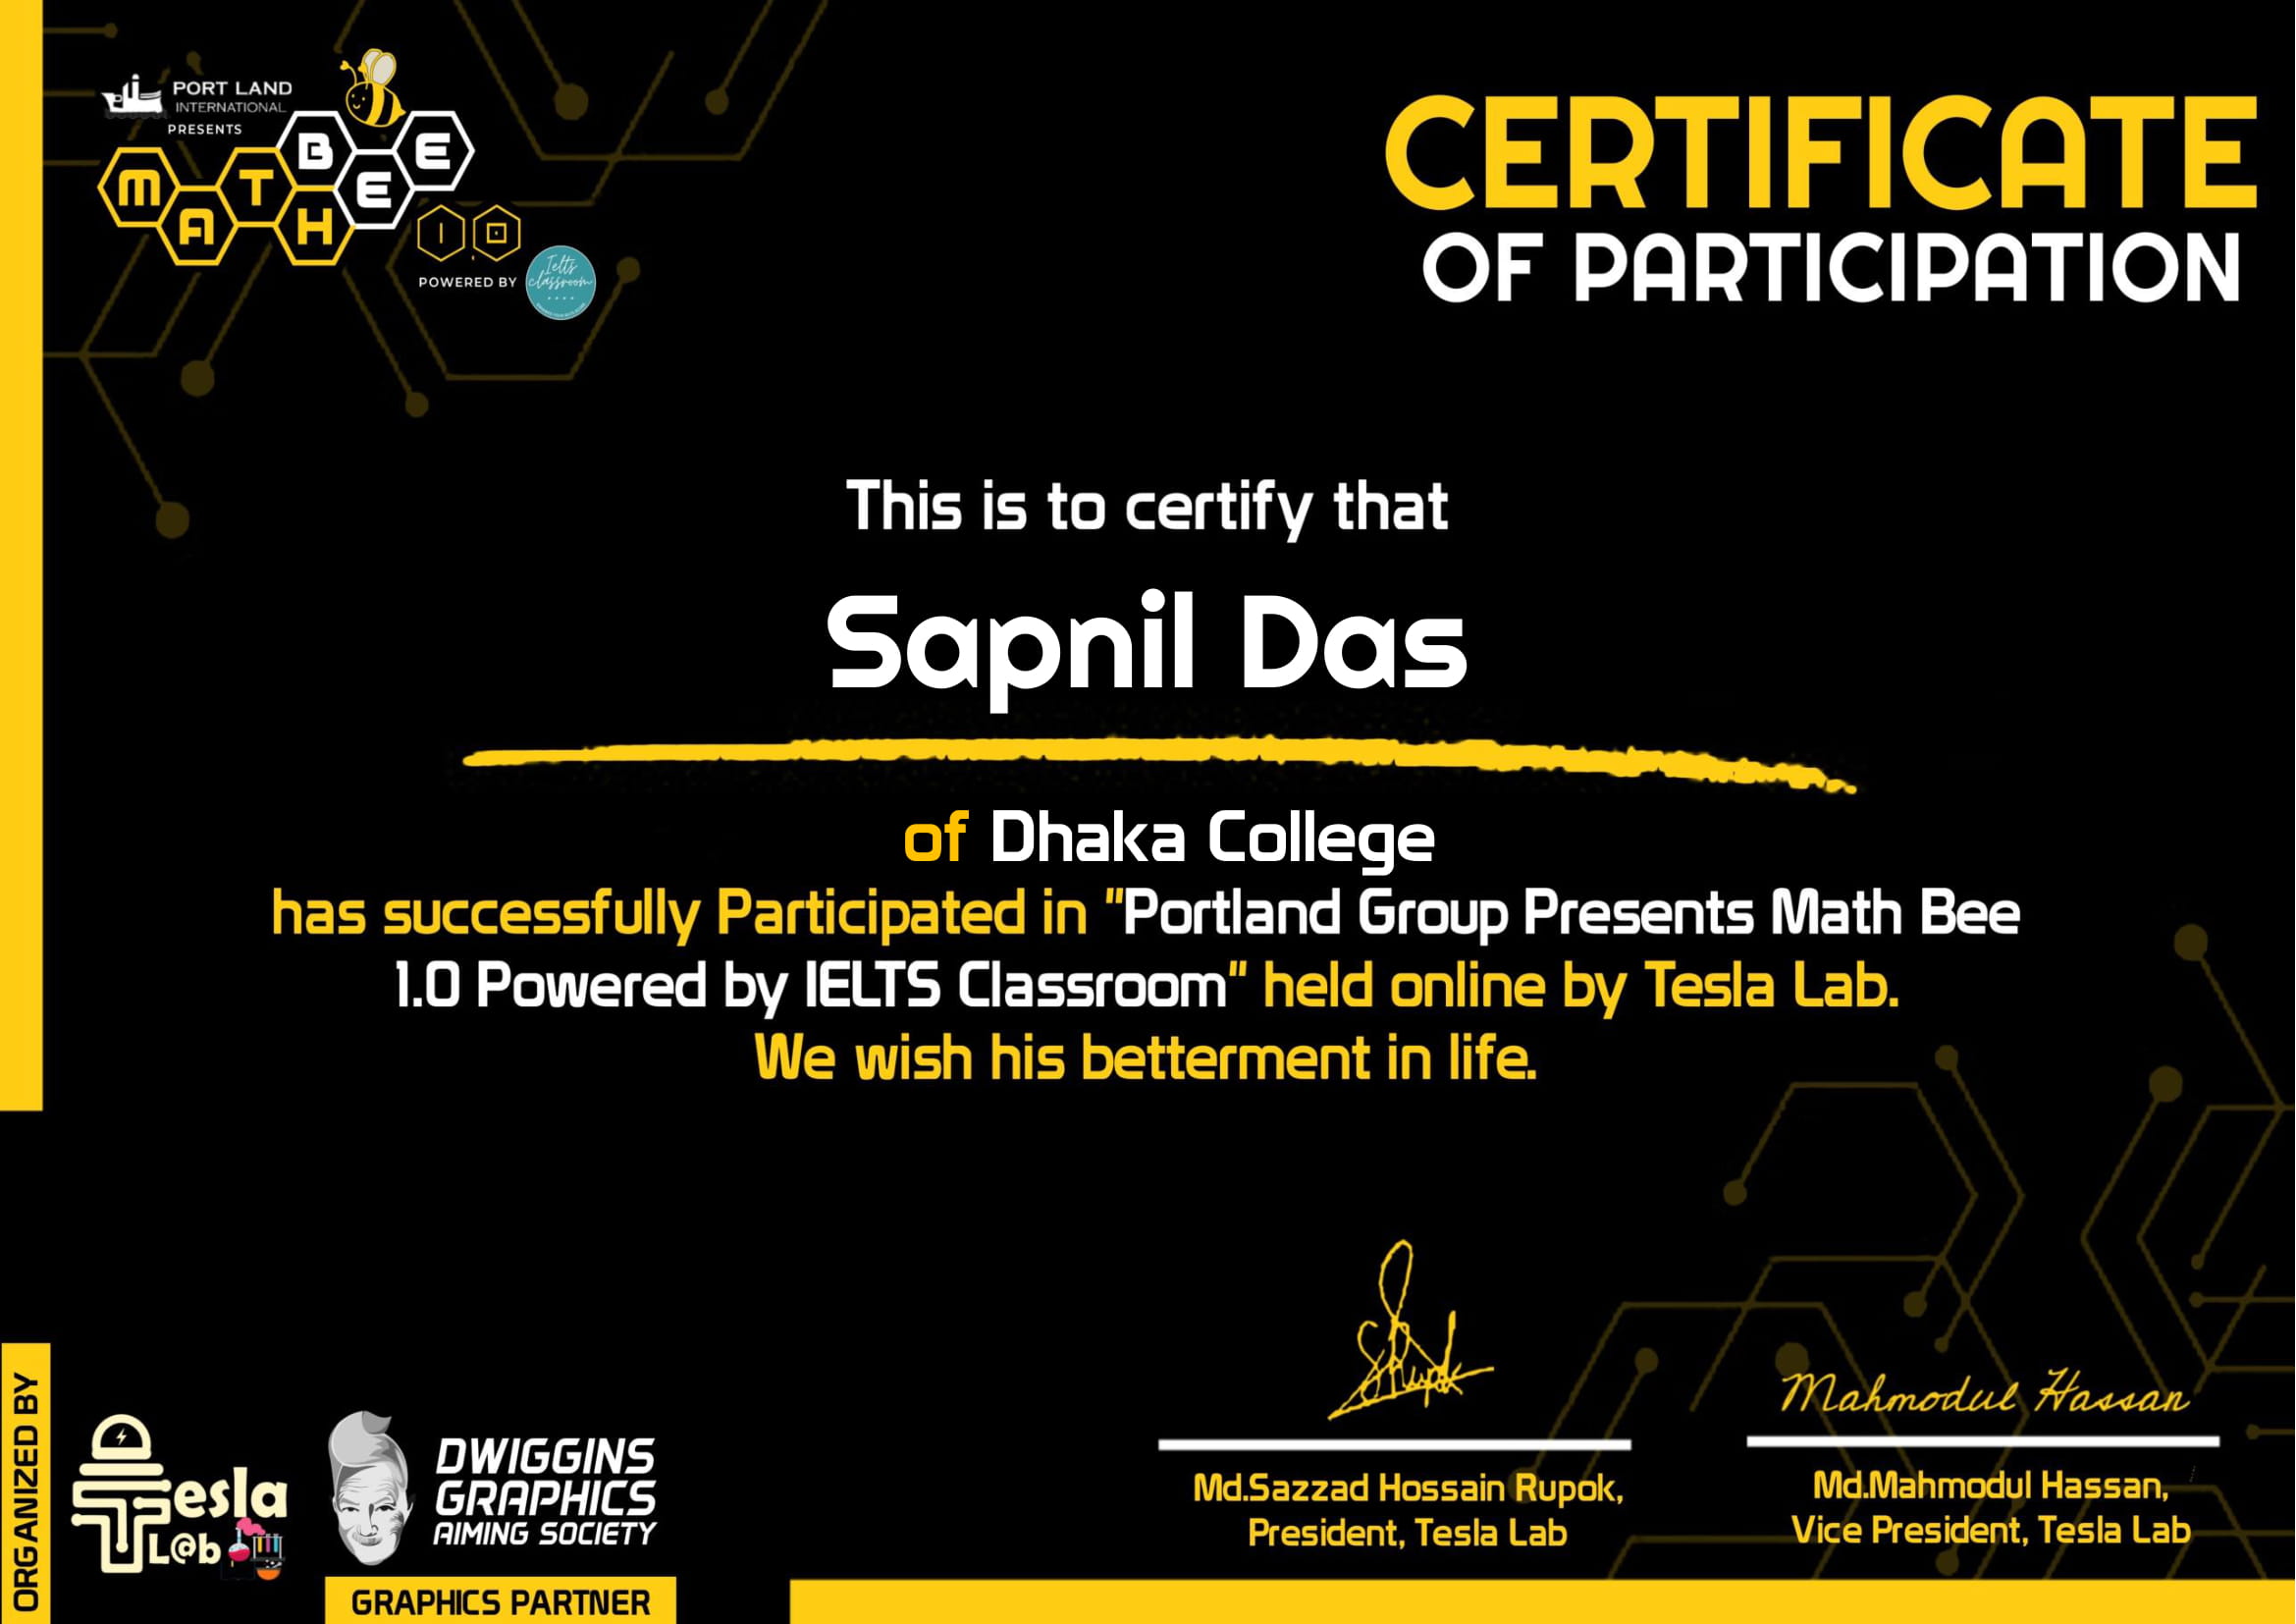 PORT LAND
INTERNATIONAL
PRESENTS
MATH BEE
1.0
POWERED BY
Ielts
classroom
CERTIFICATE
OF PARTICIPATION
This is to certify that
Sapnil Das
of Dhaka College
has successfully Participated in "Portland Group Presents Math Bee
1.0 Powered by IELTS Classroom" held online by Tesla Lab.
We wish his betterment in life.
Mahmodul Hassan
Md.Sazzad Hossain Rupok,
President, Tesla Lab
Md.Mahmodul Hassan,
Vice President, Tesla Lab
ORGANIZED BY
Tesla
L@b
DWIGGINS
GRAPHICS
AIMING SOCIETY
GRAPHICS PARTNER